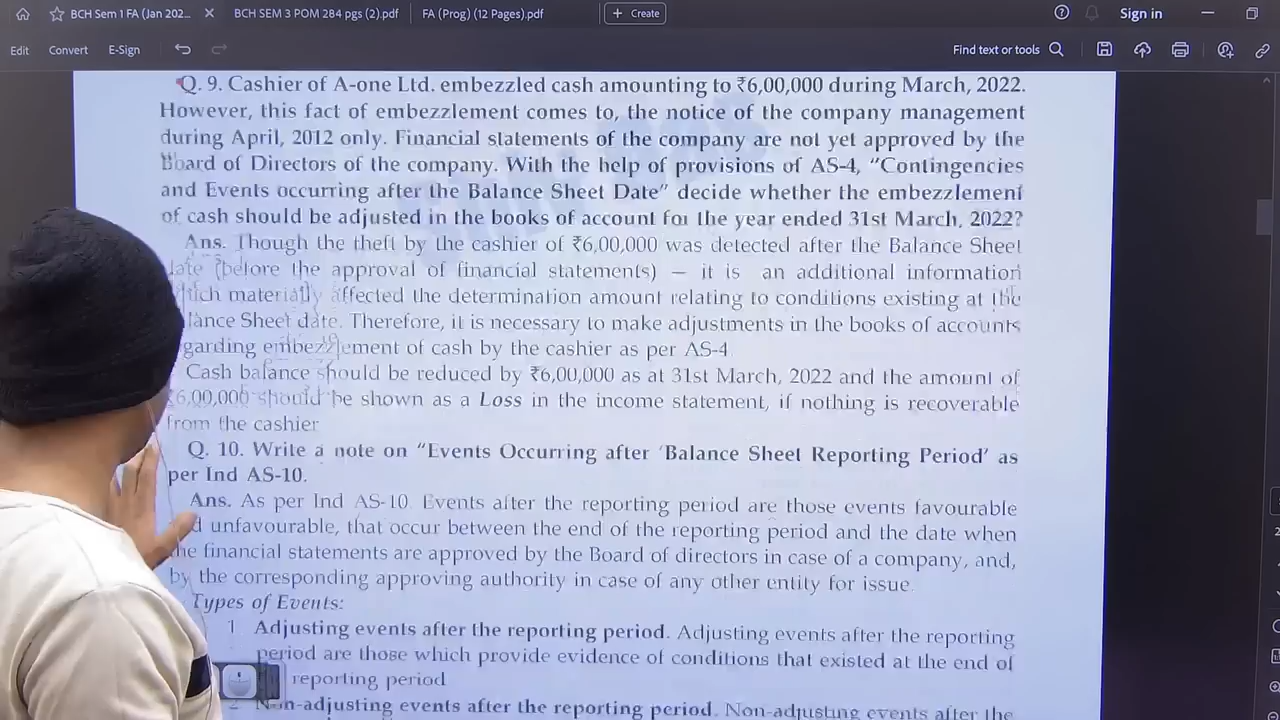 BCH Sem 1 FA (Jan 202...
BCH SEM 3 POM 284 pgs (2).pdf
FA (Prog) (12 Pages).pdf
+ Create
Sign in
Edit Convert E-Sign
Find text or tools
Q. 9. Cashier of A-one Ltd. embezzled cash amounting to ₹6,00,000 during March, 2022.
However, this fact of embezzlement comes to, the notice of the company management
during April, 2012 only. Financial statements of the company are not yet approved by the
Board of Directors of the company. With the help of provisions of AS-4, “Contingencies
and Events occurring after the Balance Sheet Date” decide whether the embezzlement
of cash should be adjusted in the books of account for the year ended 31st March, 2022?
Ans. Though the theft by the cashier of ₹6,00,000 was detected after the Balance Sheet
date (before the approval of financial statements) – it is an additional information
which materially affected the determination amount relating to conditions existing at the
lance Sheet date. Therefore, it is necessary to make adjustments in the books of accounts
garding embezzlement of cash by the cashier as per AS-4
Cash balance should be reduced by ₹6,00,000 as at 31st March, 2022 and the amount of
₹6,00,000 should be shown as a Loss in the income statement, if nothing is recoverable
from the cashier
Q. 10. Write a note on “Events Occurring after ‘Balance Sheet Reporting Period’ as
per Ind AS-10.
Ans. As per Ind AS-10. Events after the reporting period are those events favourable
d unfavourable, that occur between the end of the reporting period and the date when
the financial statements are approved by the Board of directors in case of a company, and,
by the corresponding approving authority in case of any other entity for issue.
Types of Events:
1. Adjusting events after the reporting period. Adjusting events after the reporting
period are those which provide evidence of conditions that existed at the end of
reporting period
2. Non-adjusting events after the reporting period. Non-adjusting events after the